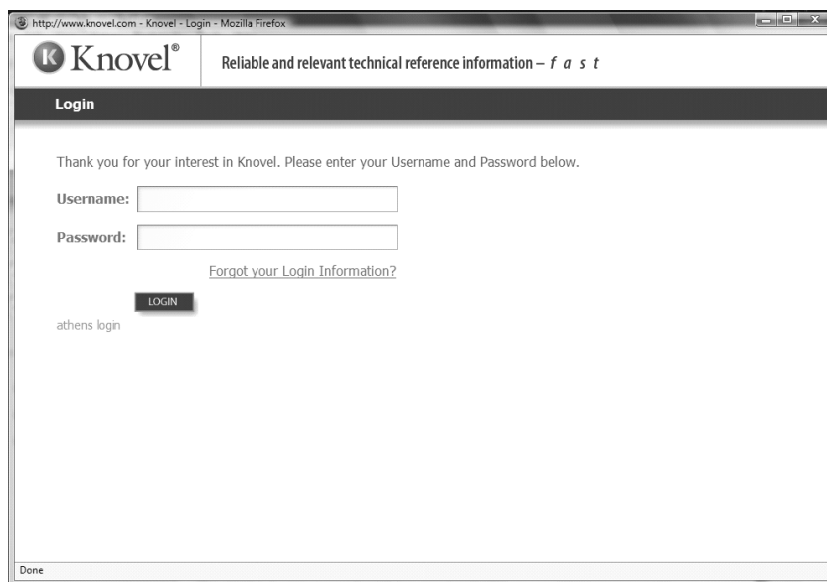 http://www.knovel.com - Knovel - Login - Mozilla Firefox
K Knovel®
Reliable and relevant technical reference information – f a s t
Login
Thank you for your interest in Knovel. Please enter your Username and Password below.
Username:
Password:
Forgot your Login Information?
LOGIN
athens login
Done